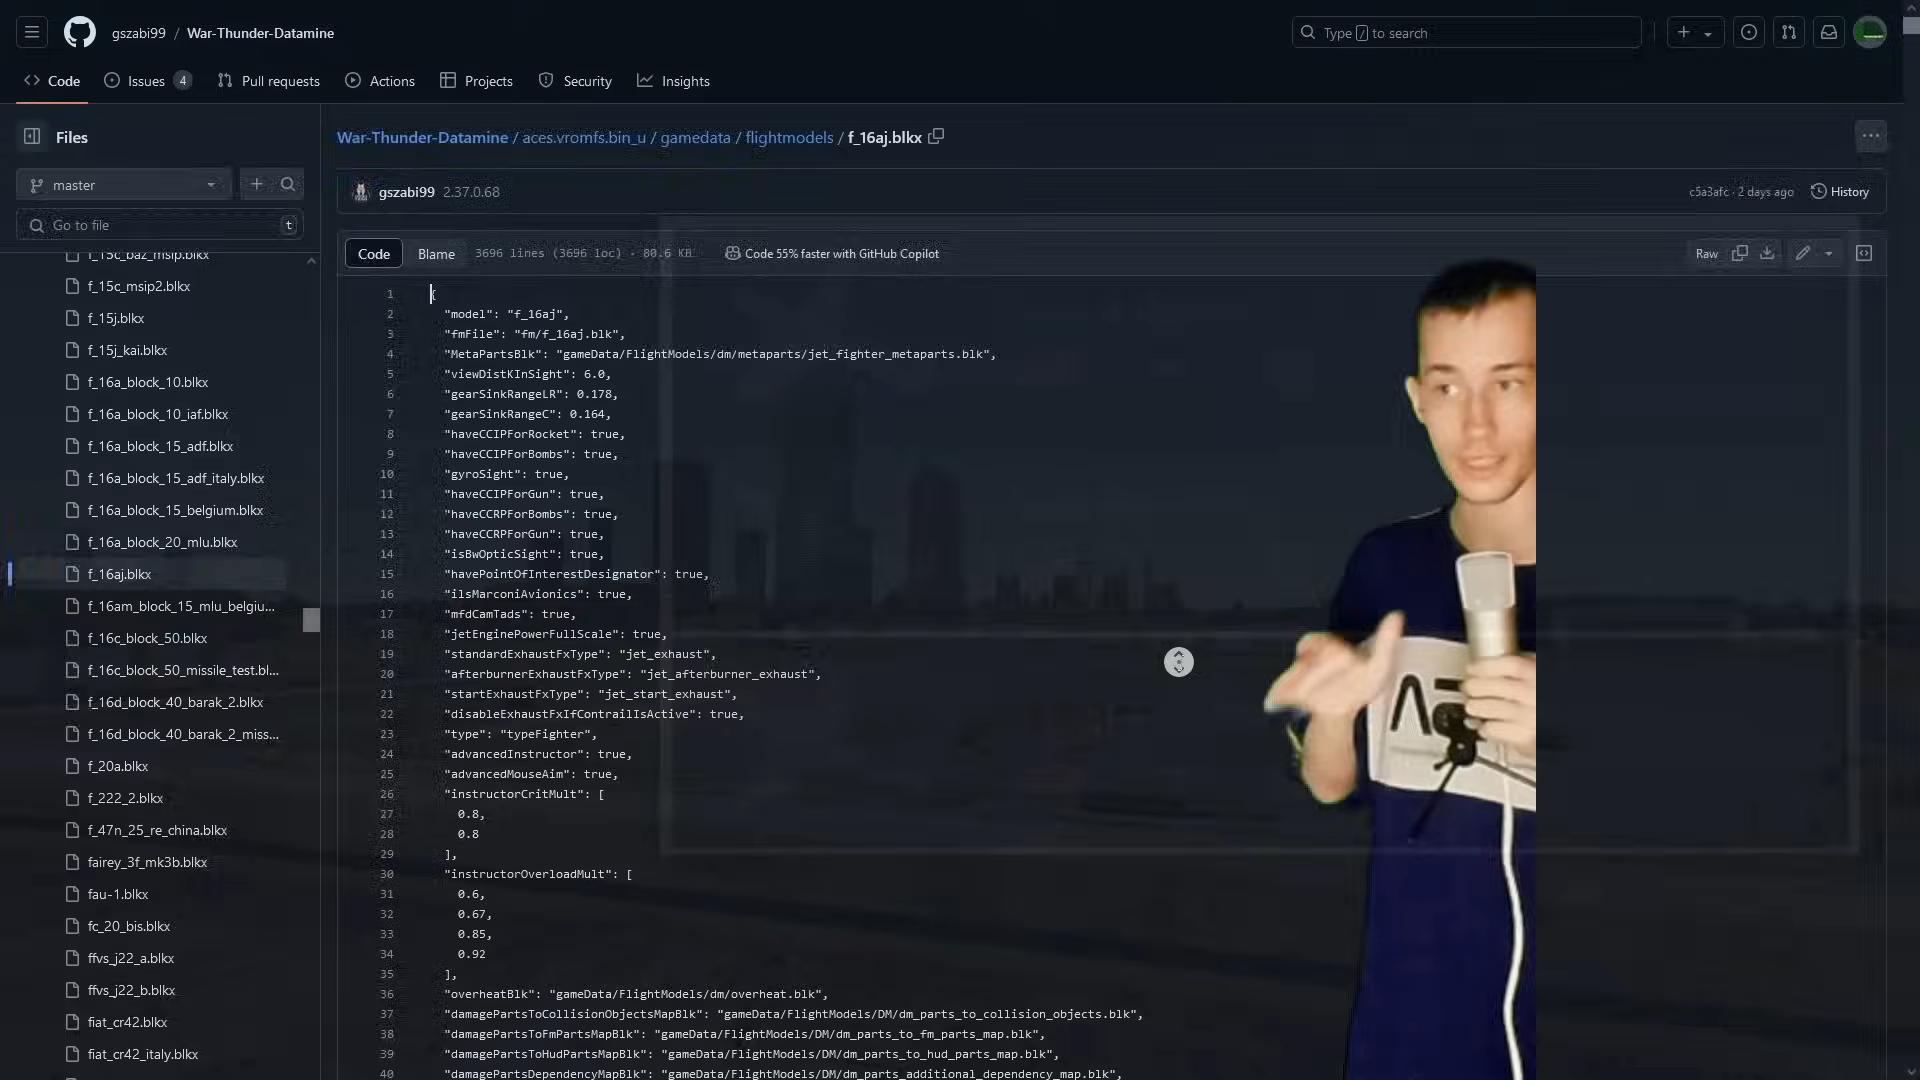 gszabi99 / War-Thunder-Datamine
Type / to search
Code
Issues 4
Pull requests
Actions
Projects
Security
Insights
Files
master
Go to file
t
f_15c_baz_msip.blkx
f_15c_msip2.blkx
f_15j.blkx
f_15j_kai.blkx
f_16a_block_10.blkx
f_16a_block_10_iaf.blkx
f_16a_block_15_adf.blkx
f_16a_block_15_adf_italy.blkx
f_16a_block_15_belgium.blkx
f_16a_block_20_mlu.blkx
f_16aj.blkx
f_16am_block_15_mlu_belgiu...
f_16c_block_50.blkx
f_16c_block_50_missile_test.bl...
f_16d_block_40_barak_2.blkx
f_16d_block_40_barak_2_miss...
f_20a.blkx
f_222_2.blkx
f_47n_25_re_china.blkx
fairey_3f_mk3b.blkx
fau-1.blkx
fc_20_bis.blkx
ffvs_j22_a.blkx
ffvs_j22_b.blkx
fiat_cr42.blkx
fiat_cr42_italy.blkx
War-Thunder-Datamine / aces.vromfs.bin_u / gamedata / flightmodels / f_16aj.blkx
gszabi99 2.37.0.68
c5a3afc · 2 days ago
History
Code
Blame
3696 lines (3696 loc) · 80.6 KB
Code 55% faster with GitHub Copilot
Raw
1 {
2 "model": "f_16aj",
3 "fmFile": "fm/f_16aj.blk",
4 "MetaPartsBlk": "gameData/FlightModels/dm/metaparts/jet_fighter_metaparts.blk",
5 "viewDistKInSight": 6.0,
6 "gearSinkRangeLR": 0.178,
7 "gearSinkRangeC": 0.164,
8 "haveCCIPForRocket": true,
9 "haveCCIPForBombs": true,
10 "gyroSight": true,
11 "haveCCIPForGun": true,
12 "haveCCRPForBombs": true,
13 "haveCCRPForGun": true,
14 "isBwOpticSight": true,
15 "havePointOfInterestDesignator": true,
16 "ilsMarconiAvionics": true,
17 "mfdCamTads": true,
18 "jetEnginePowerFullScale": true,
19 "standardExhaustFxType": "jet_exhaust",
20 "afterburnerExhaustFxType": "jet_afterburner_exhaust",
21 "startExhaustFxType": "jet_start_exhaust",
22 "disableExhaustFxIfContrailIsActive": true,
23 "type": "typeFighter",
24 "advancedInstructor": true,
25 "advancedMouseAim": true,
26 "instructorCritMult": [
27 0.8,
28 0.8
29 ],
30 "instructorOverloadMult": [
31 0.6,
32 0.67,
33 0.85,
34 0.92
35 ],
36 "overheatBlk": "gameData/FlightModels/dm/overheat.blk",
37 "damagePartsToCollisionObjectsMapBlk": "gameData/FlightModels/DM/dm_parts_to_collision_objects.blk",
38 "damagePartsToFmPartsMapBlk": "gameData/FlightModels/DM/dm_parts_to_fm_parts_map.blk",
39 "damagePartsToHudPartsMapBlk": "gameData/FlightModels/DM/dm_parts_to_hud_parts_map.blk",
40 "damagePartsDependencyMapBlk": "gameData/FlightModels/DM/dm_parts_additional_dependency_map.blk",